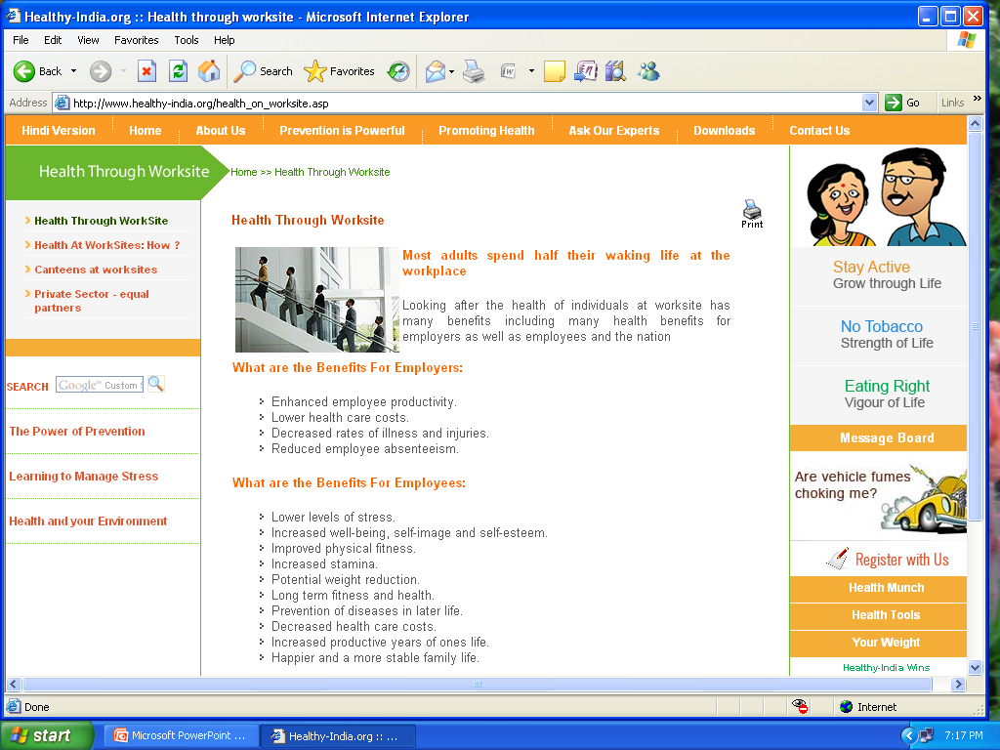 Healthy-India.org :: Health through worksite - Microsoft Internet Explorer
File Edit View Favorites Tools Help
Back Search Favorites
Address http://www.healthy-india.org/health_on_worksite.asp Go Links »
Hindi Version Home About Us Prevention is Powerful Promoting Health Ask Our Experts Downloads Contact Us
Health Through Worksite
Home >> Health Through Worksite
Health Through WorkSite
Health At WorkSites: How ?
Canteens at worksites
Private Sector - equal
partners
SEARCH Google™ Custom
The Power of Prevention
Learning to Manage Stress
Health and your Environment
Health Through Worksite
Print
Most adults spend half their waking life at the
workplace
Looking after the health of individuals at worksite has
many benefits including many health benefits for
employers as well as employees and the nation
What are the Benefits For Employers:
Enhanced employee productivity.
Lower health care costs.
Decreased rates of illness and injuries.
Reduced employee absenteeism.
What are the Benefits For Employees:
Lower levels of stress.
Increased well-being, self-image and self-esteem.
Improved physical fitness.
Increased stamina.
Potential weight reduction.
Long term fitness and health.
Prevention of diseases in later life.
Decreased health care costs.
Increased productive years of ones life.
Happier and a more stable family life.
Stay Active
Grow through Life
No Tobacco
Strength of Life
Eating Right
Vigour of Life
Message Board
Are vehicle fumes
choking me?
Register with Us
Health Munch
Health Tools
Your Weight
Healthy-India Wins
Done Internet
start Microsoft PowerPoint ... Healthy-India.org :: ... 7:17 PM